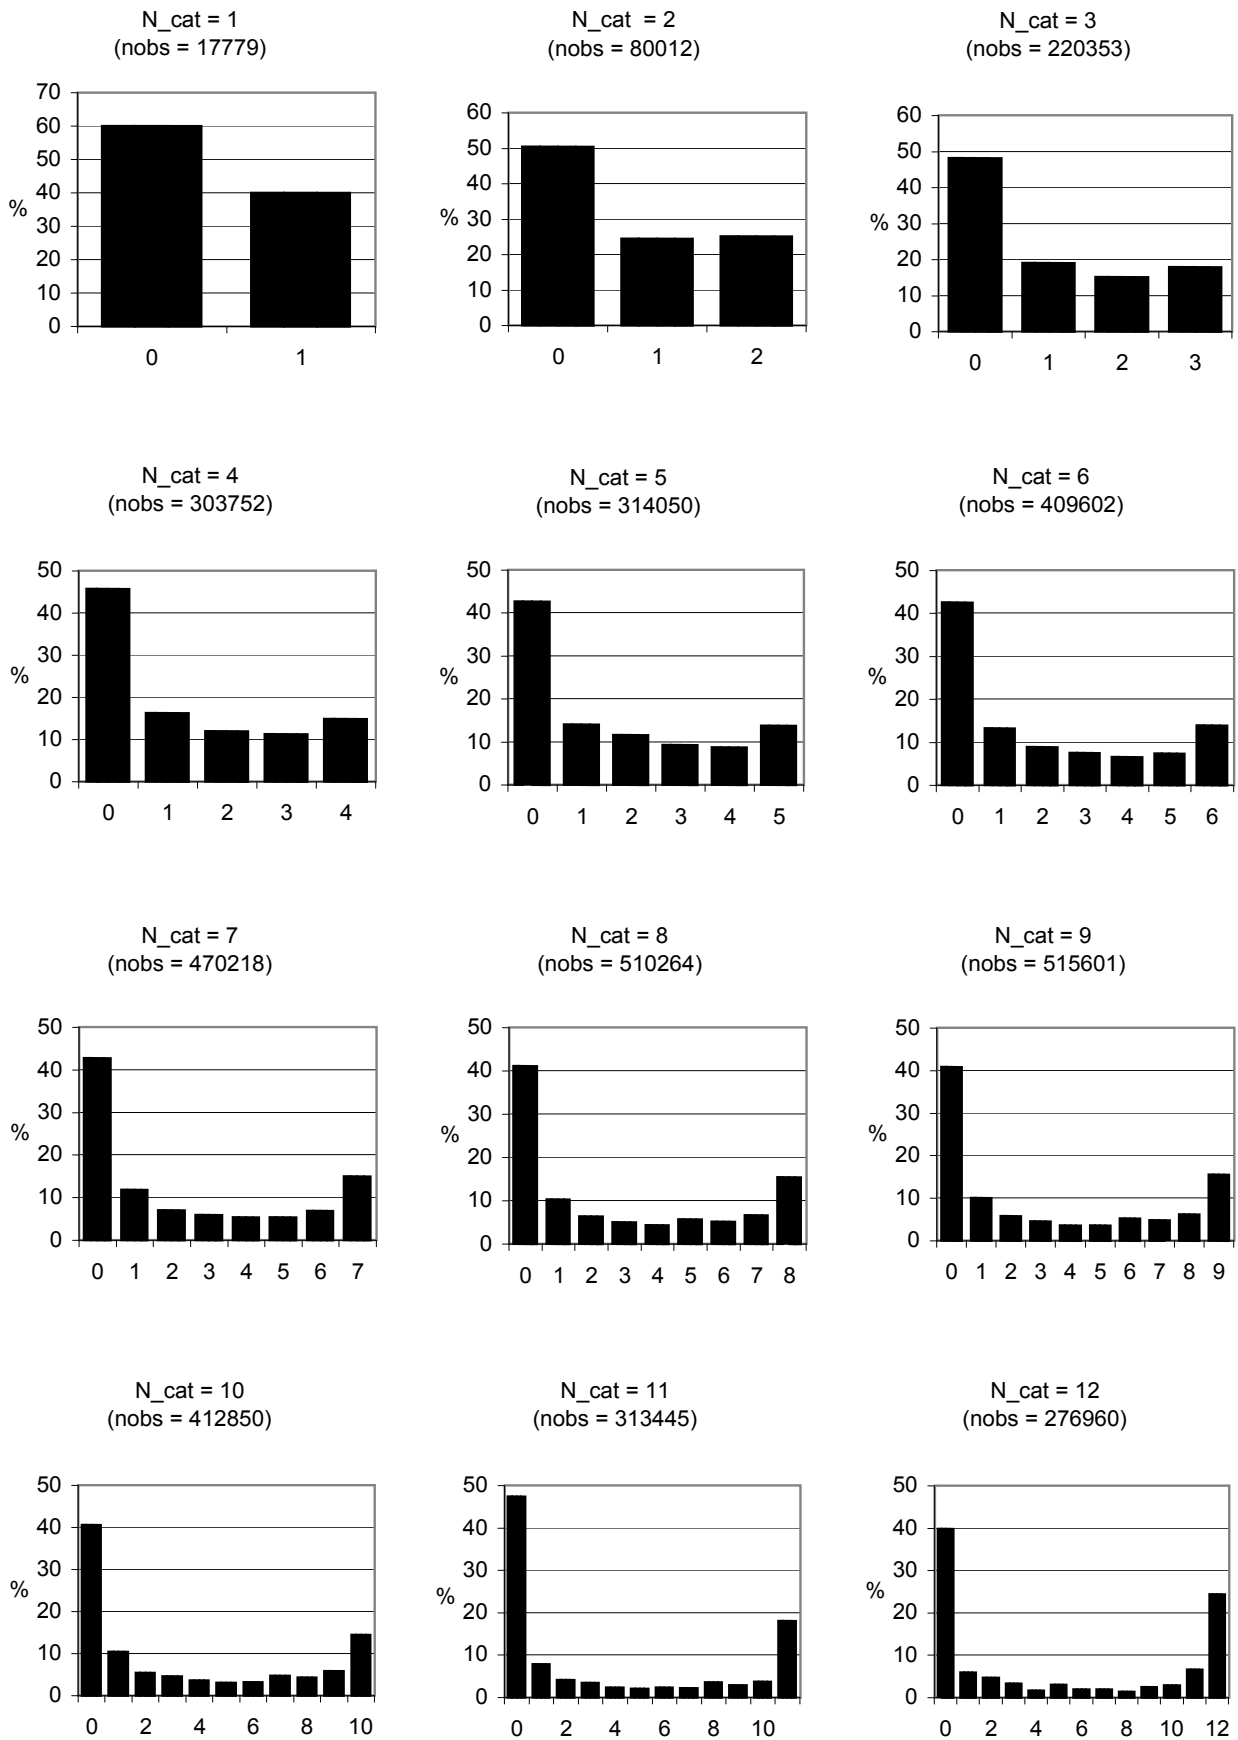 N_cat = 1
(nobs = 17779)
70
60
50
40
30
20
10
0
%
0 1
N_cat = 2
(nobs = 80012)
60
50
40
30
20
10
0
%
0 1 2
N_cat = 3
(nobs = 220353)
60
50
40
30
20
10
0
%
0 1 2 3
N_cat = 4
(nobs = 303752)
50
40
30
20
10
0
%
0 1 2 3 4
N_cat = 5
(nobs = 314050)
50
40
30
20
10
0
%
0 1 2 3 4 5
N_cat = 6
(nobs = 409602)
50
40
30
20
10
0
%
0 1 2 3 4 5 6
N_cat = 7
(nobs = 470218)
50
40
30
20
10
0
%
0 1 2 3 4 5 6 7
N_cat = 8
(nobs = 510264)
50
40
30
20
10
0
%
0 1 2 3 4 5 6 7 8
N_cat = 9
(nobs = 515601)
50
40
30
20
10
0
%
0 1 2 3 4 5 6 7 8 9
N_cat = 10
(nobs = 412850)
50
40
30
20
10
0
%
0 2 4 6 8 10
N_cat = 11
(nobs = 313445)
50
40
30
20
10
0
%
0 2 4 6 8 10
N_cat = 12
(nobs = 276960)
50
40
30
20
10
0
%
0 2 4 6 8 10 12